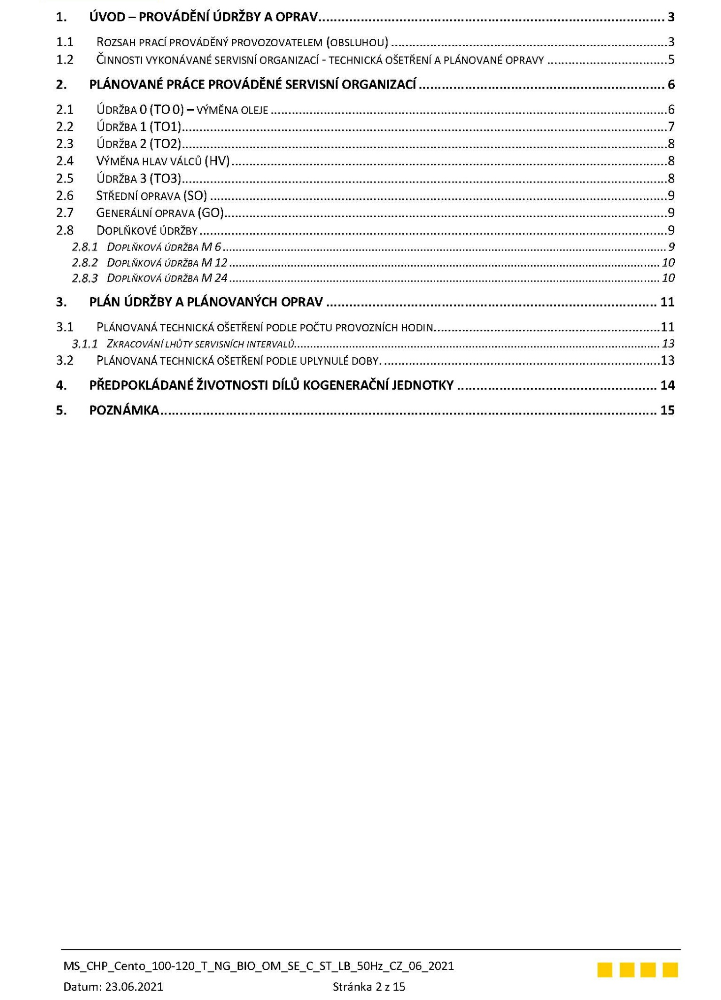 1. ÚVOD – PROVÁDĚNÍ ÚDRŽBY A OPRAV........ 3
1.1 Rozsah prací prováděný provozovatelem (obsluhou) ........3
1.2 Činnosti vykonávané servisní organizací - technická ošetření a plánované opravy ........5
2. PLÁNOVANÉ PRÁCE PROVÁDĚNÉ SERVISNÍ ORGANIZACÍ ........ 6
2.1 Údržba 0 (TO 0) – výměna oleje ........6
2.2 Údržba 1 (TO1)........7
2.3 Údržba 2 (TO2)........8
2.4 Výměna hlav válců (HV)........8
2.5 Údržba 3 (TO3)........8
2.6 Střední oprava (SO) ........9
2.7 Generální oprava (GO)........9
2.8 Doplňkové údržby ........9
2.8.1 Doplňková údržba M 6 ........ 9
2.8.2 Doplňková údržba M 12 ........ 10
2.8.3 Doplňková údržba M 24 ........ 10
3. PLÁN ÚDRŽBY A PLÁNOVANÝCH OPRAV ........ 11
3.1 Plánovaná technická ošetření podle počtu provozních hodin........11
3.1.1 Zkracování lhůty servisních intervalů........ 13
3.2 Plánovaná technická ošetření podle uplynulé doby.........13
4. PŘEDPOKLÁDANÉ ŽIVOTNOSTI DÍLŮ KOGENERAČNÍ JEDNOTKY ........ 14
5. POZNÁMKA........ 15
MS_CHP_Cento_100-120_T_NG_BIO_OM_SE_C_ST_LB_50Hz_CZ_06_2021
Datum: 23.06.2021 Stránka 2 z 15